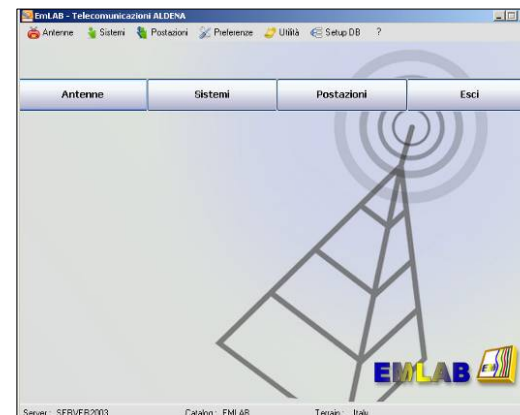 EmLAB - Telecomunicazioni ALDENA
Antenne Sistemi Postazioni Preferenze Utilità Setup DB ?
Antenne Sistemi Postazioni Esci
EMLAB
Server : SERVER2003 Catalog : EMLAB Terrain : Italy